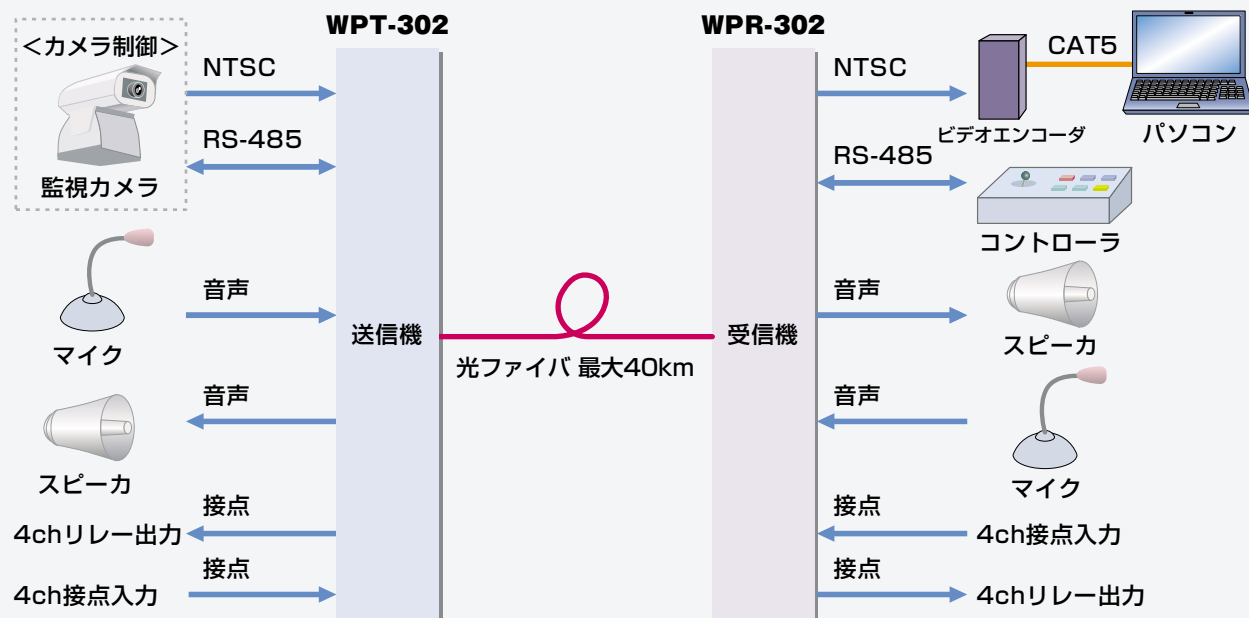 WPT-302
WPR-302
<カメラ制御>
NTSC
RS-485
監視カメラ
音声
マイク
音声
スピーカ
接点
4chリレー出力
接点
4ch接点入力
送信機
光ファイバ 最大40km
受信機
NTSC
CAT5
ビデオエンコーダ
パソコン
RS-485
コントローラ
音声
スピーカ
音声
マイク
接点
4ch接点入力
接点
4chリレー出力